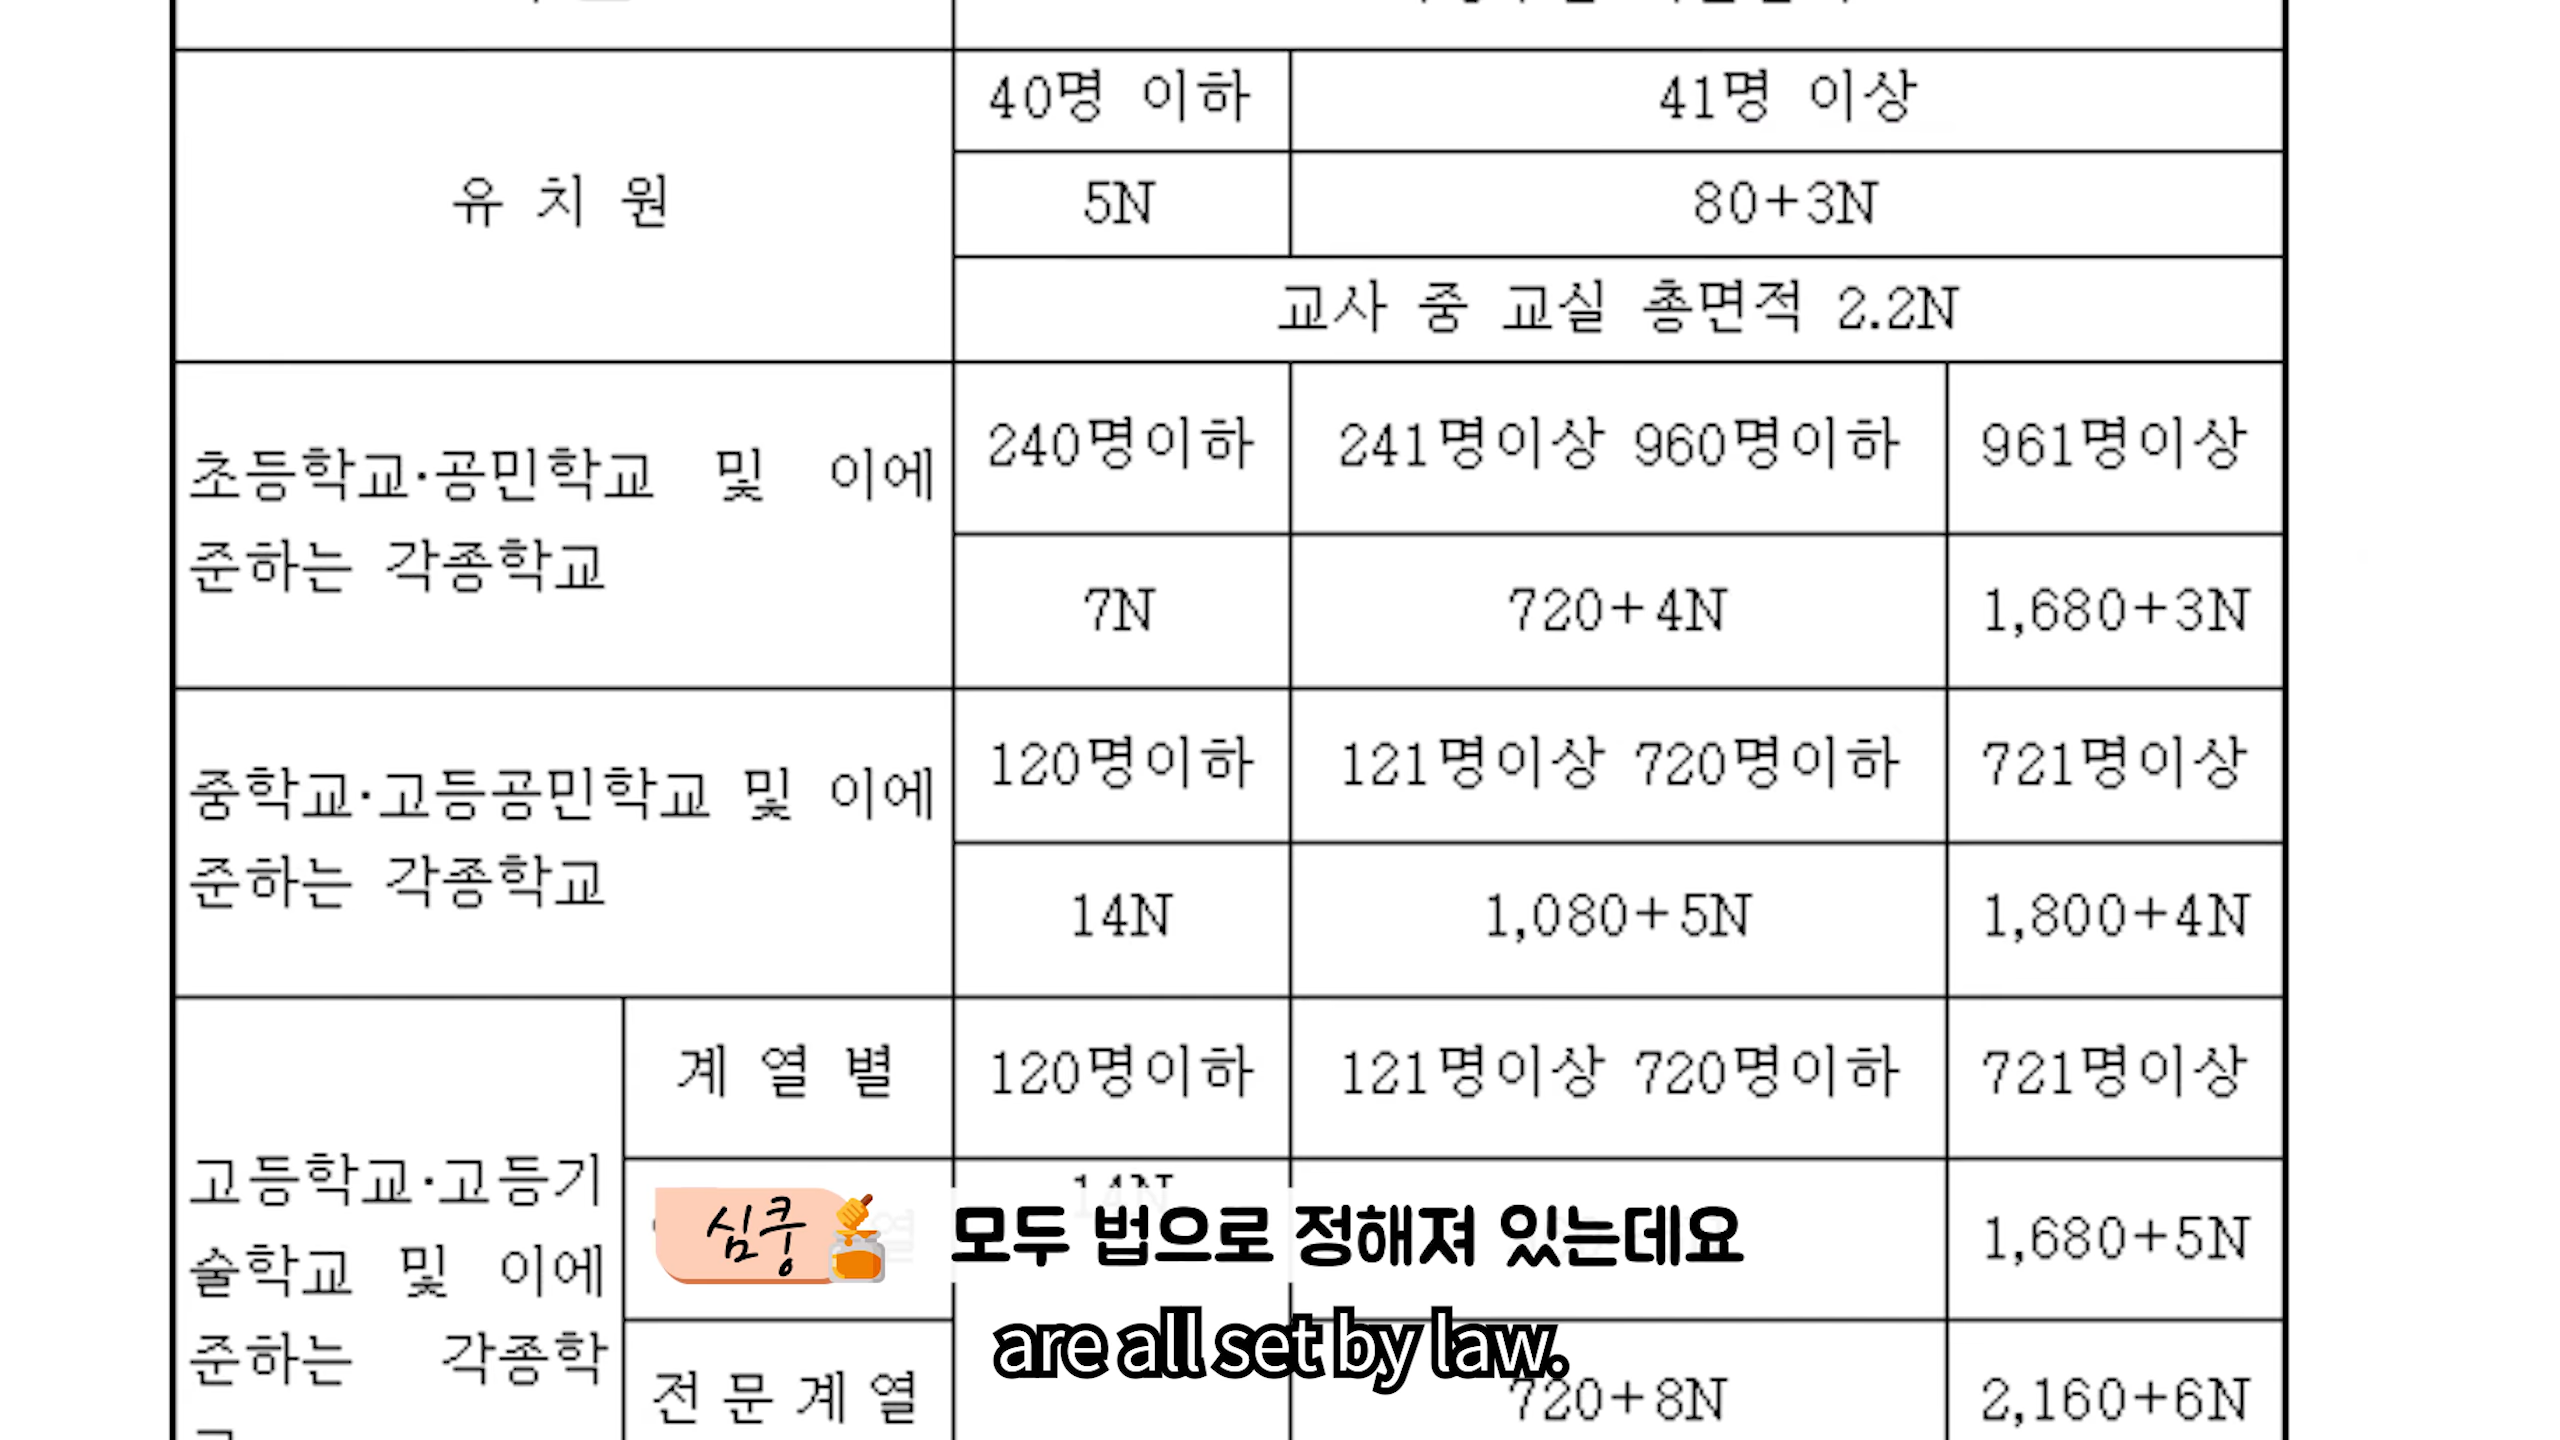 40명 이하 41명 이상
유 치 원 5N 80+3N
교사 중 교실 총면적 2.2N
240명이하 241명이상 960명이하 961명이상
초등학교·공민학교 및 이에
준하는 각종학교
7N 720+4N 1,680+3N
120명이하 121명이상 720명이하 721명이상
중학교·고등공민학교 및 이에
준하는 각종학교
14N 1,080+5N 1,800+4N
계 열 별 120명이하 121명이상 720명이하 721명이상
고등학교·고등기
술학교 및 이에
준하는 각종학
14N
1,680+5N
심쿵 모두 법으로 정해져 있는데요
are all set by law.
전 문 계 열 720+8N 2,160+6N